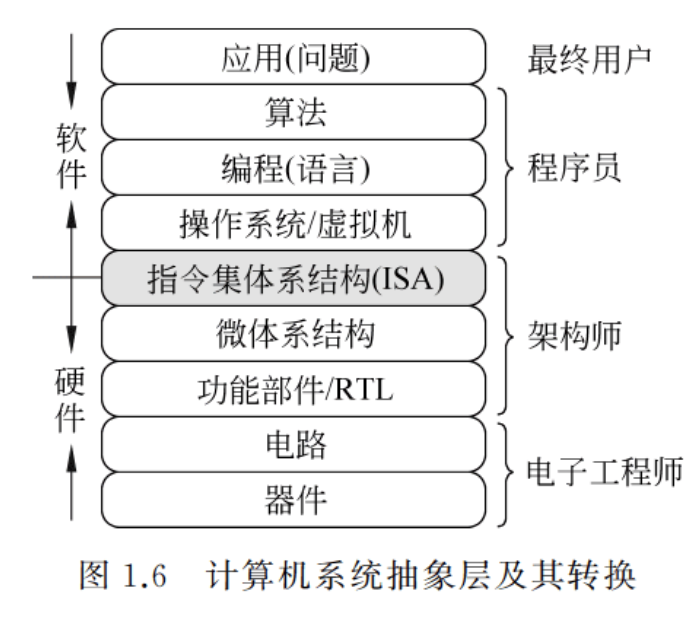 应用(问题)
最终用户
算法
软件
编程(语言)
程序员
操作系统/虚拟机
指令集体系结构(ISA)
微体系结构
架构师
硬件
功能部件/RTL
电路
电子工程师
器件
图 1.6 计算机系统抽象层及其转换